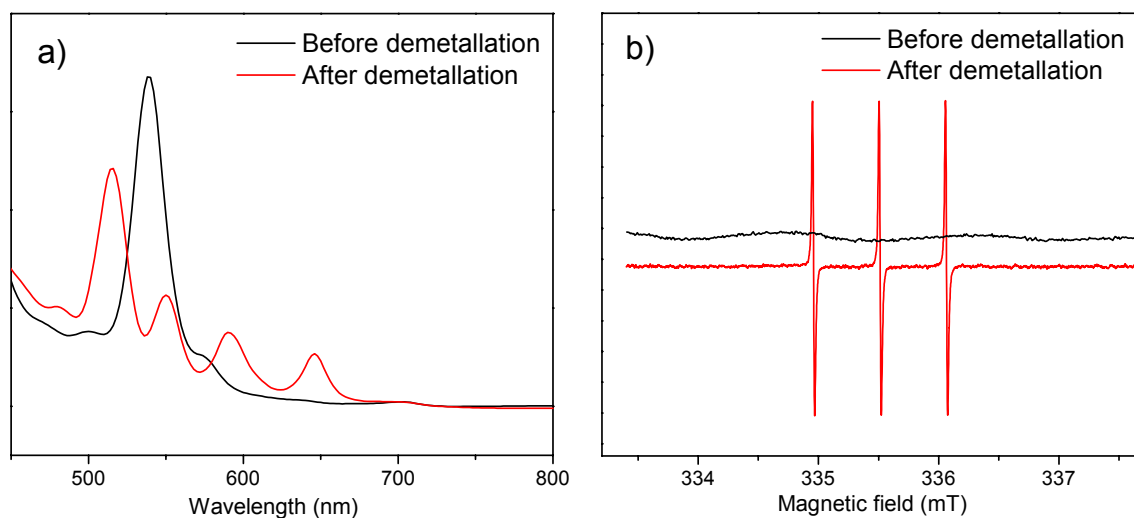 a)
Before demetallation
After demetallation
500
600
700
800
Wavelength (nm)
b)
Before demetallation
After demetallation
334
335
336
337
Magnetic field (mT)